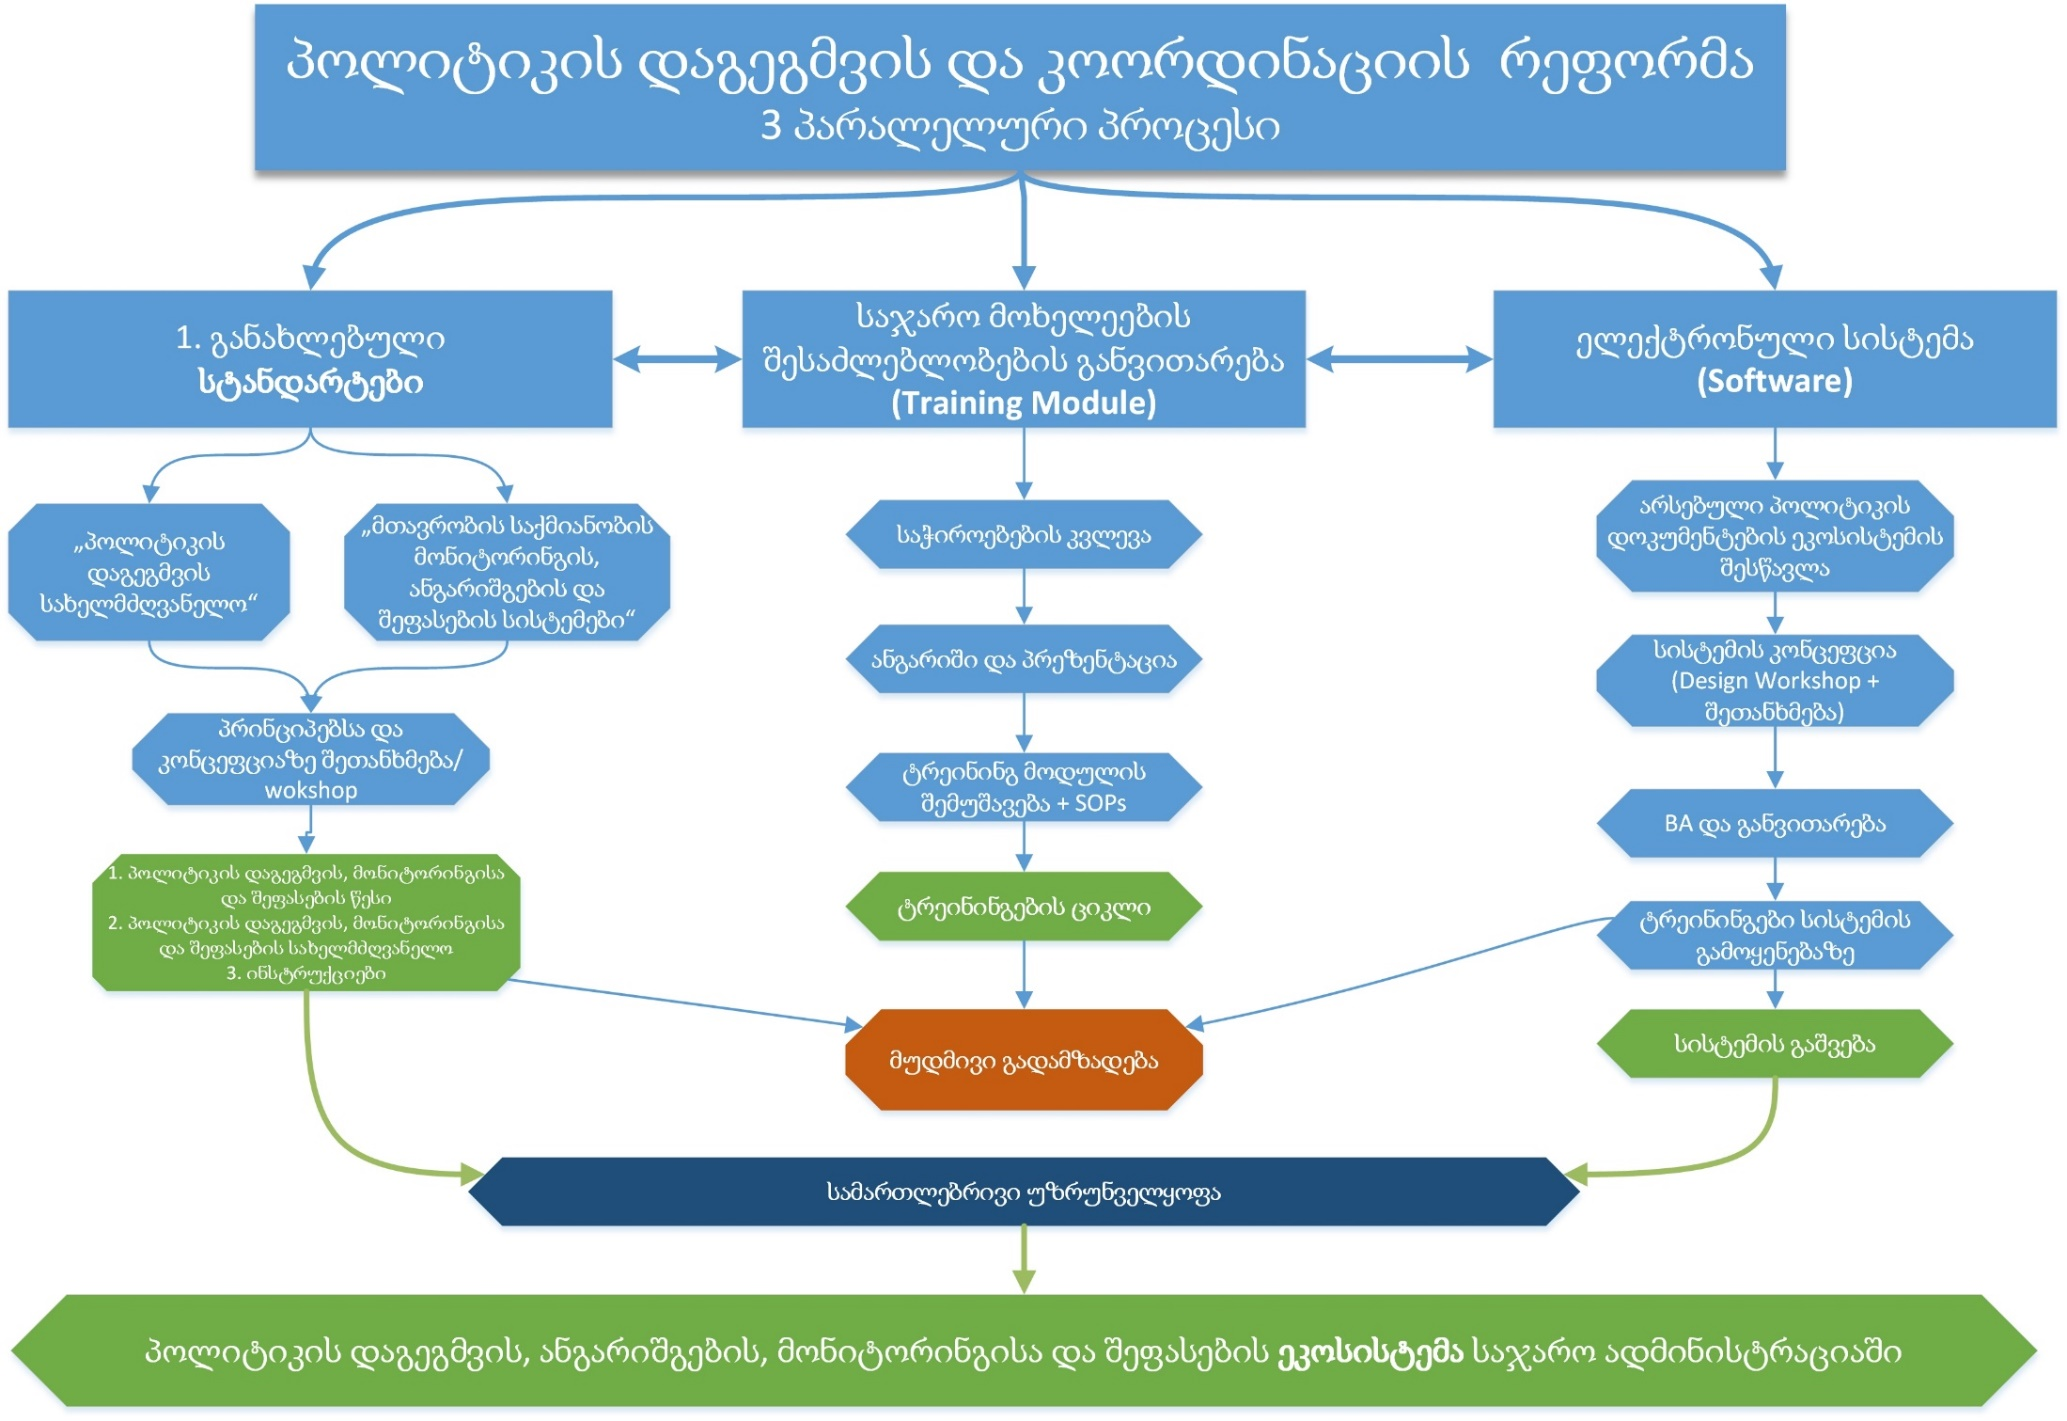 პოლიტიკის დაგეგმვის და კოორდინაციის რეფორმა
3 პარალელური პროცესი
1. განახლებული
სტანდარტები
საჯარო მოხელეების
შესაძლებლობების განვითარება
(Training Module)
ელექტრონული სისტემა
(Software)
„პოლიტიკის
დაგეგმვის
სახელმძღვანელო“
„მთავრობის საქმიანობის
მონიტორინგის,
ანგარიშგების და
შეფასების სისტემები“
პრინციპებსა და
კონცეფციაზე შეთანხმება/
wokshop
1. პოლიტიკის დაგეგმვის, მონიტორინგისა
და შეფასების წესი
2. პოლიტიკის დაგეგმვის, მონიტორინგისა
და შეფასების სახელმძღვანელო
3. ინსტრუქციები
საჭიროებების კვლევა
ანგარიში და პრეზენტაცია
ტრეინინგ მოდულის
შემუშავება + SOPs
ტრეინინგების ციკლი
მუდმივი გადამზადება
არსებული პოლიტიკის
დოკუმენტების ეკოსისტემის
შესწავლა
სისტემის კონცეფცია
(Design Workshop +
შეთანხმება)
BA და განვითარება
ტრეინინგები სისტემის
გამოყენებაზე
სისტემის გაშვება
სამართლებრივი უზრუნველყოფა
პოლიტიკის დაგეგმვის, ანგარიშგების, მონიტორინგისა და შეფასების ეკოსისტემა საჯარო ადმინისტრაციაში